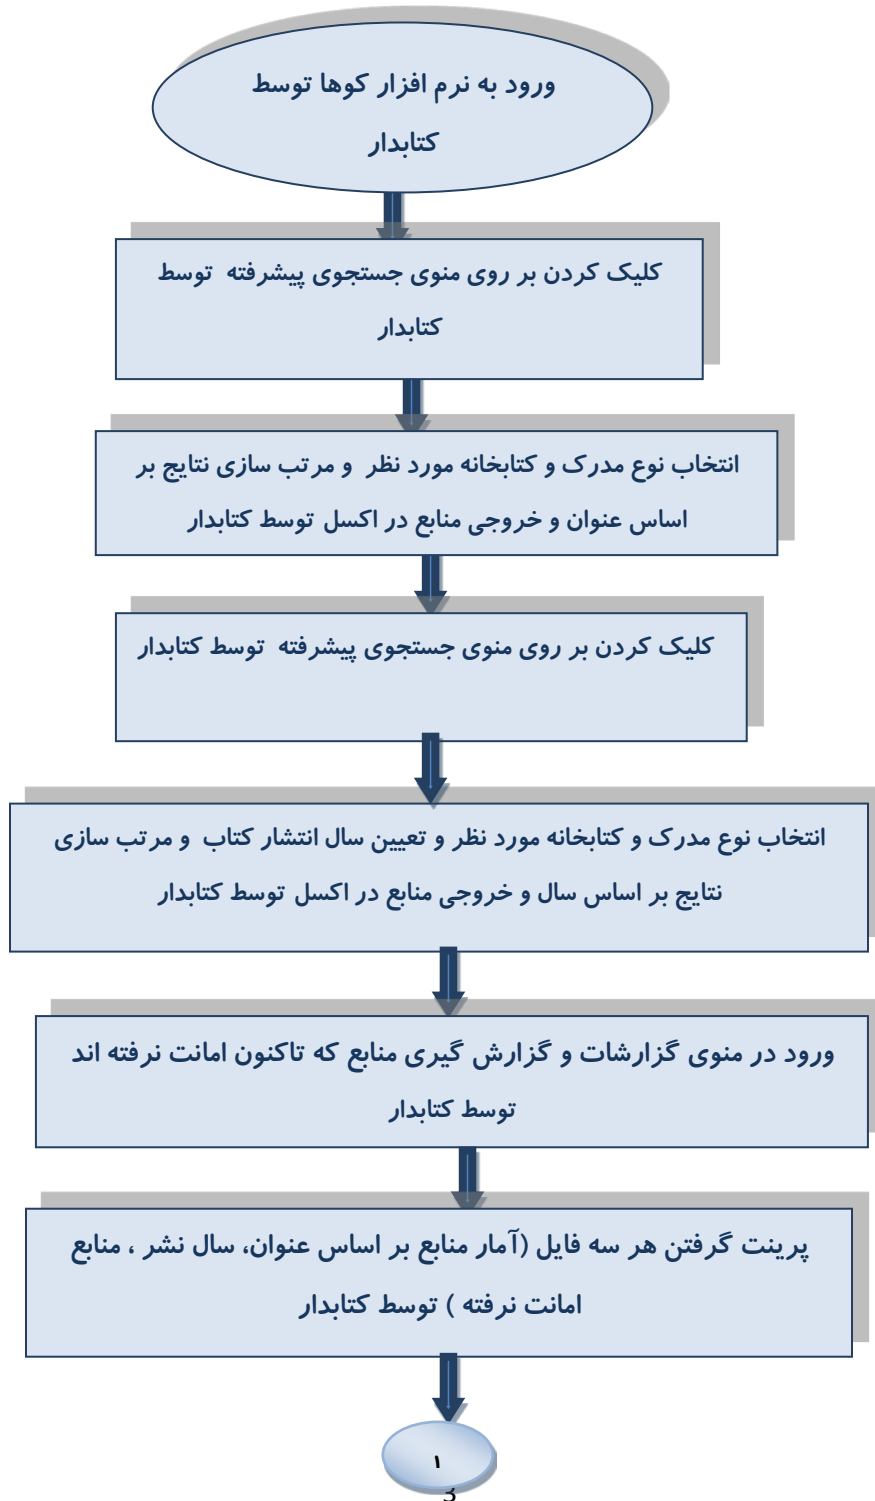 ورود به نرم افزار کوها توسط
کتابدار
کلیک کردن بر روی منوی جستجوی پیشرفته توسط
کتابدار
انتخاب نوع مدرک و کتابخانه مورد نظر و مرتب سازی نتایج بر
اساس عنوان و خروجی منابع در اکسل توسط کتابدار
کلیک کردن بر روی منوی جستجوی پیشرفته توسط کتابدار
انتخاب نوع مدرک و کتابخانه مورد نظر و تعیین سال انتشار کتاب و مرتب سازی
نتایج بر اساس سال و خروجی منابع در اکسل توسط کتابدار
ورود در منوی گزارشات و گزارش گیری منابع که تاکنون امانت نرفته اند
توسط کتابدار
پرینت گرفتن هر سه فایل (آمار منابع بر اساس عنوان، سال نشر ، منابع
امانت نرفته ) توسط کتابدار
۱
3